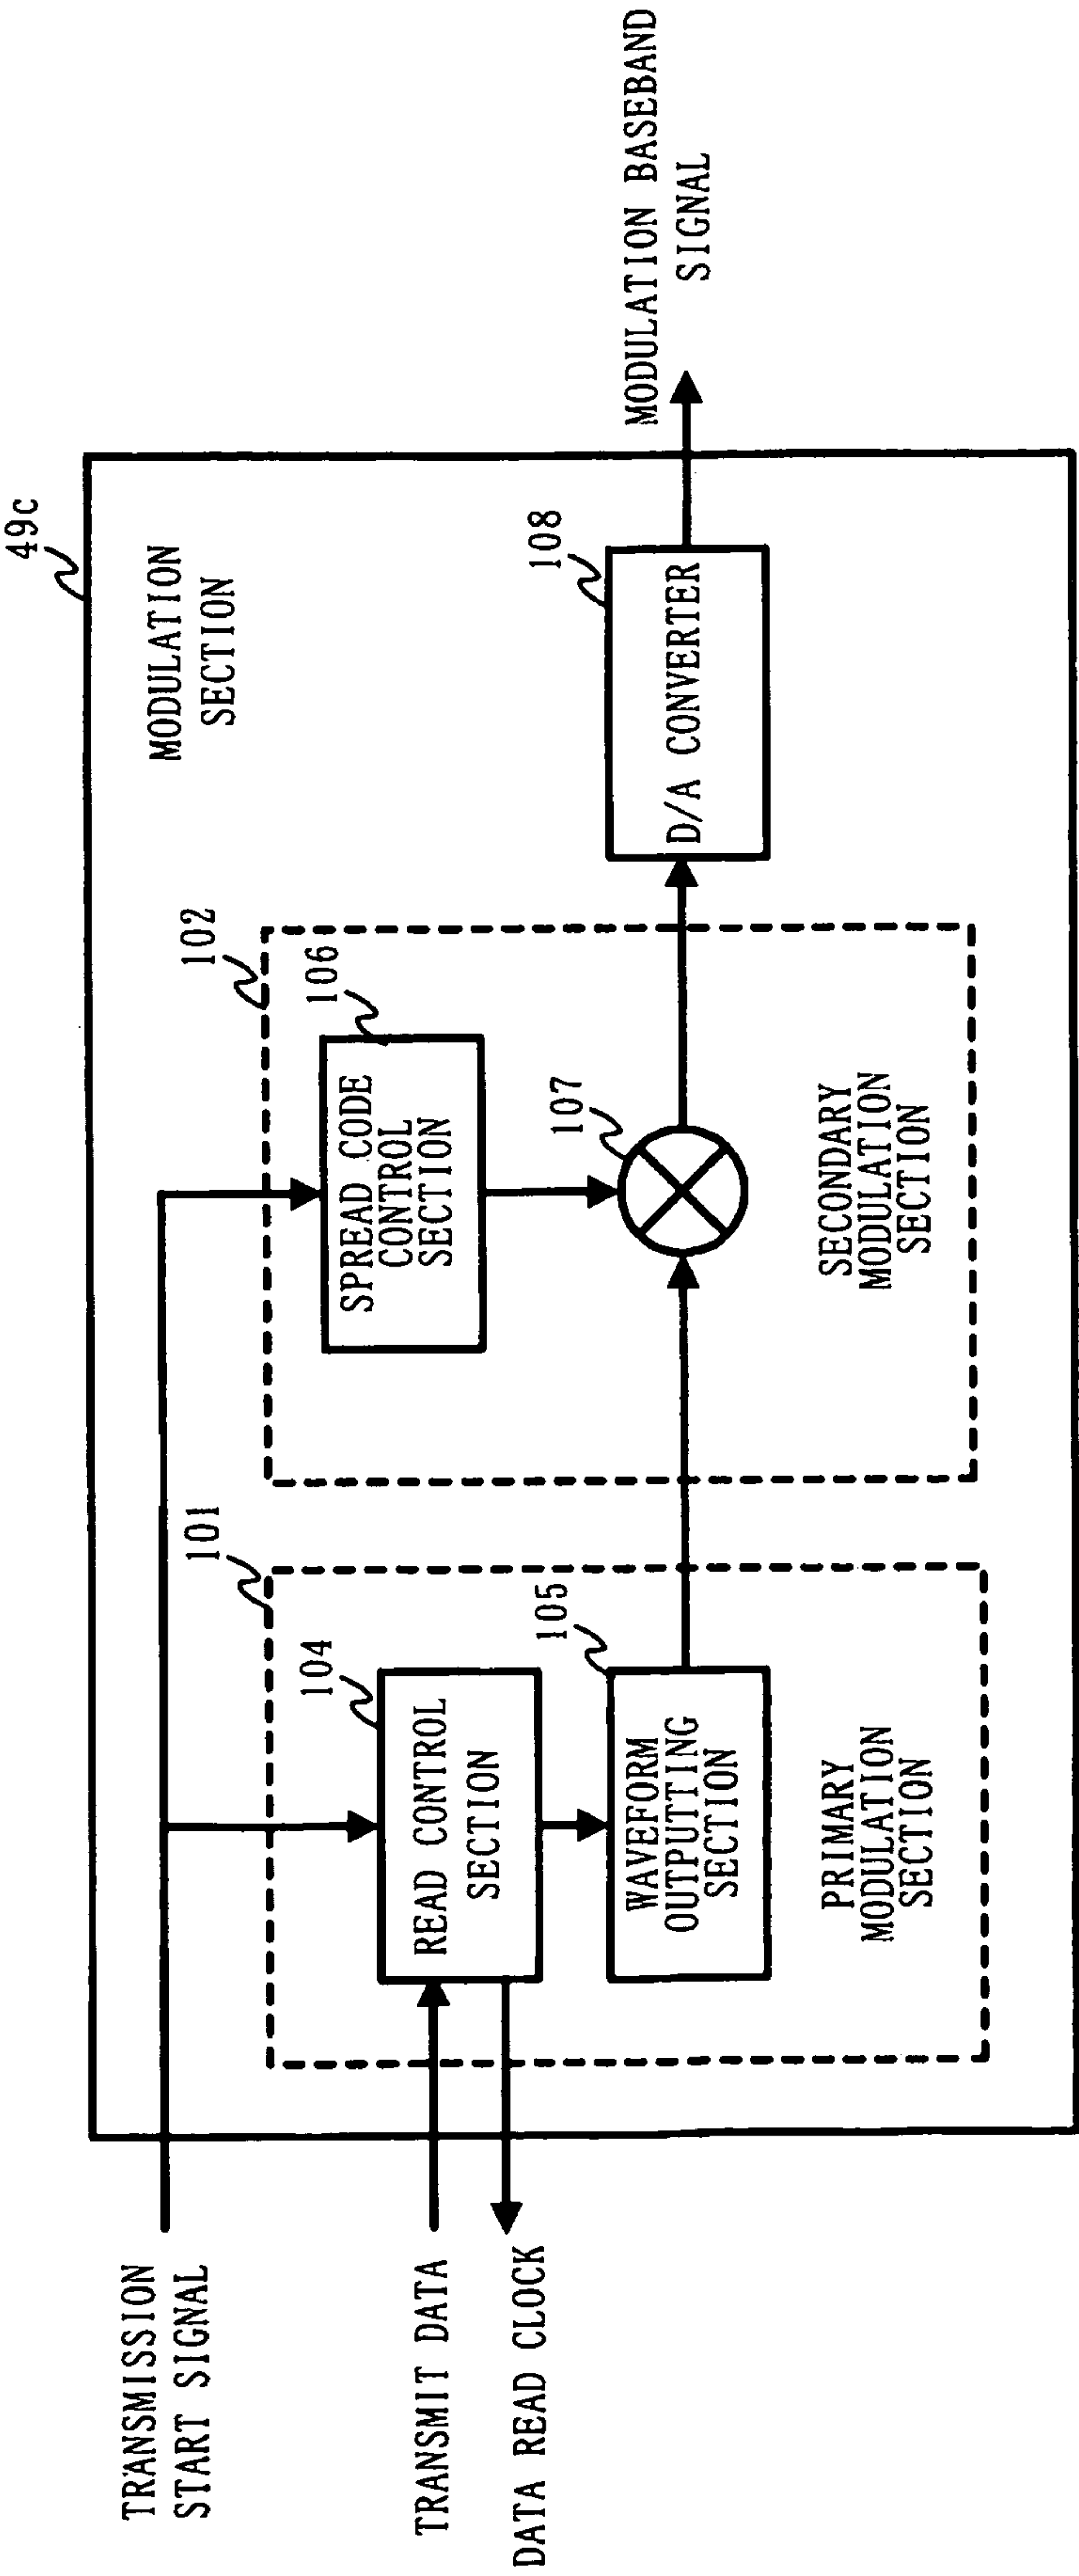 49c
MODULATION
SECTION
TRANSMISSION
START SIGNAL
TRANSMIT DATA
DATA READ CLOCK
101
104
READ CONTROL
SECTION
105
WAVEFORM
OUTPUTTING
SECTION
PRIMARY
MODULATION
SECTION
102
106
SPREAD CODE
CONTROL
SECTION
107
SECONDARY
MODULATION
SECTION
108
D/A CONVERTER
MODULATION BASEBAND
SIGNAL